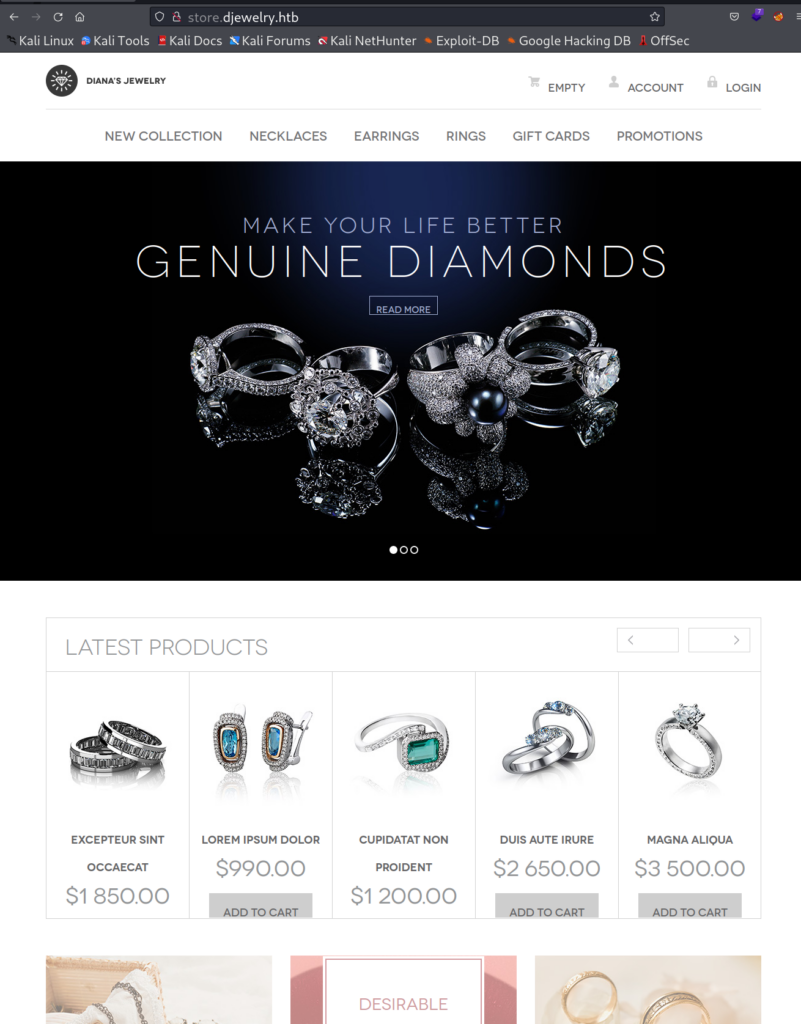 store.djewelry.htb
7
Kali Linux Kali Tools Kali Docs Kali Forums Kali NetHunter Exploit-DB Google Hacking DB OffSec
DIANA'S JEWELRY
EMPTY ACCOUNT LOGIN
NEW COLLECTION NECKLACES EARRINGS RINGS GIFT CARDS PROMOTIONS
MAKE YOUR LIFE BETTER
GENUINE DIAMONDS
READ MORE
LATEST PRODUCTS
EXCEPTEUR SINT OCCAECAT
$1 850.00
LOREM IPSUM DOLOR
$990.00
ADD TO CART
CUPIDATAT NON PROIDENT
$1 200.00
DUIS AUTE IRURE
$2 650.00
ADD TO CART
MAGNA ALIQUA
$3 500.00
ADD TO CART
DESIRABLE